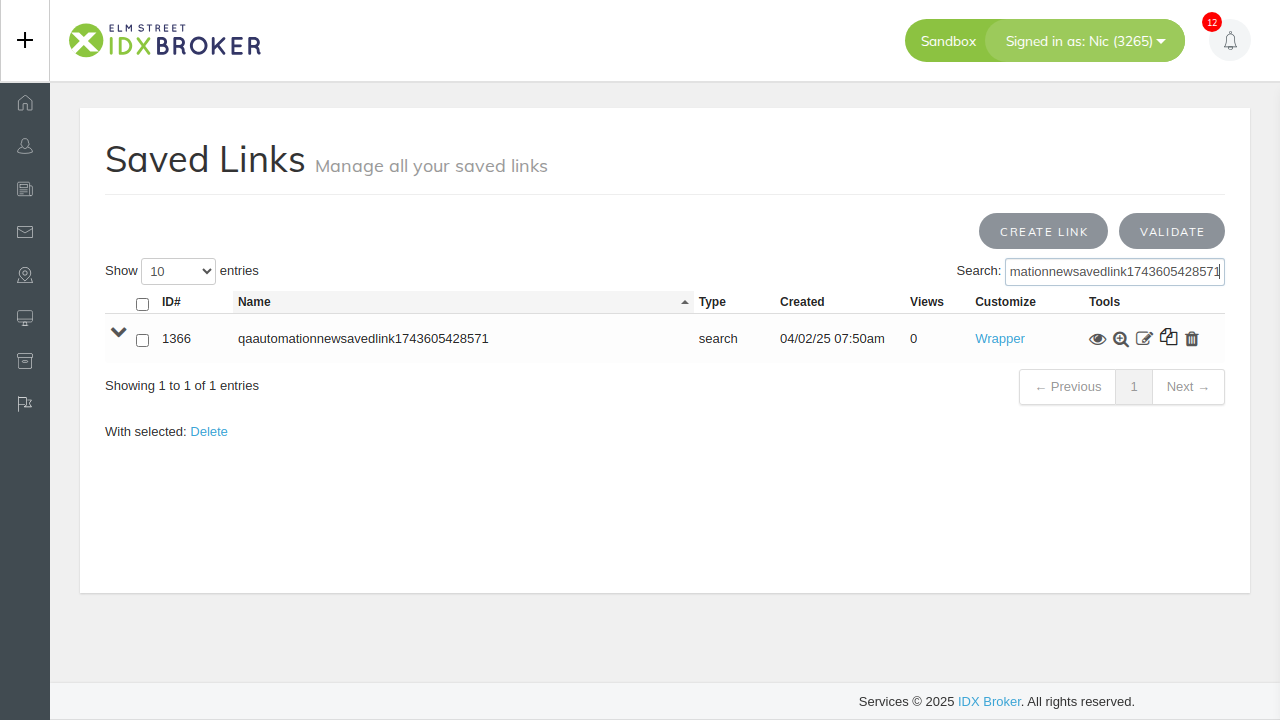 ELM STREET
IDXBROKER
Sandbox
Signed in as: Nic (3265)
12
Saved Links Manage all your saved links
CREATE LINK
VALIDATE
Show 10 entries
Search: mationnewsavedlink1743605428571
ID# Name Type Created Views Customize Tools
1366 qaautomationnewsavedlink1743605428571 search 04/02/25 07:50am 0 Wrapper
Showing 1 to 1 of 1 entries
← Previous 1 Next →
With selected: Delete
Services © 2025 IDX Broker. All rights reserved.